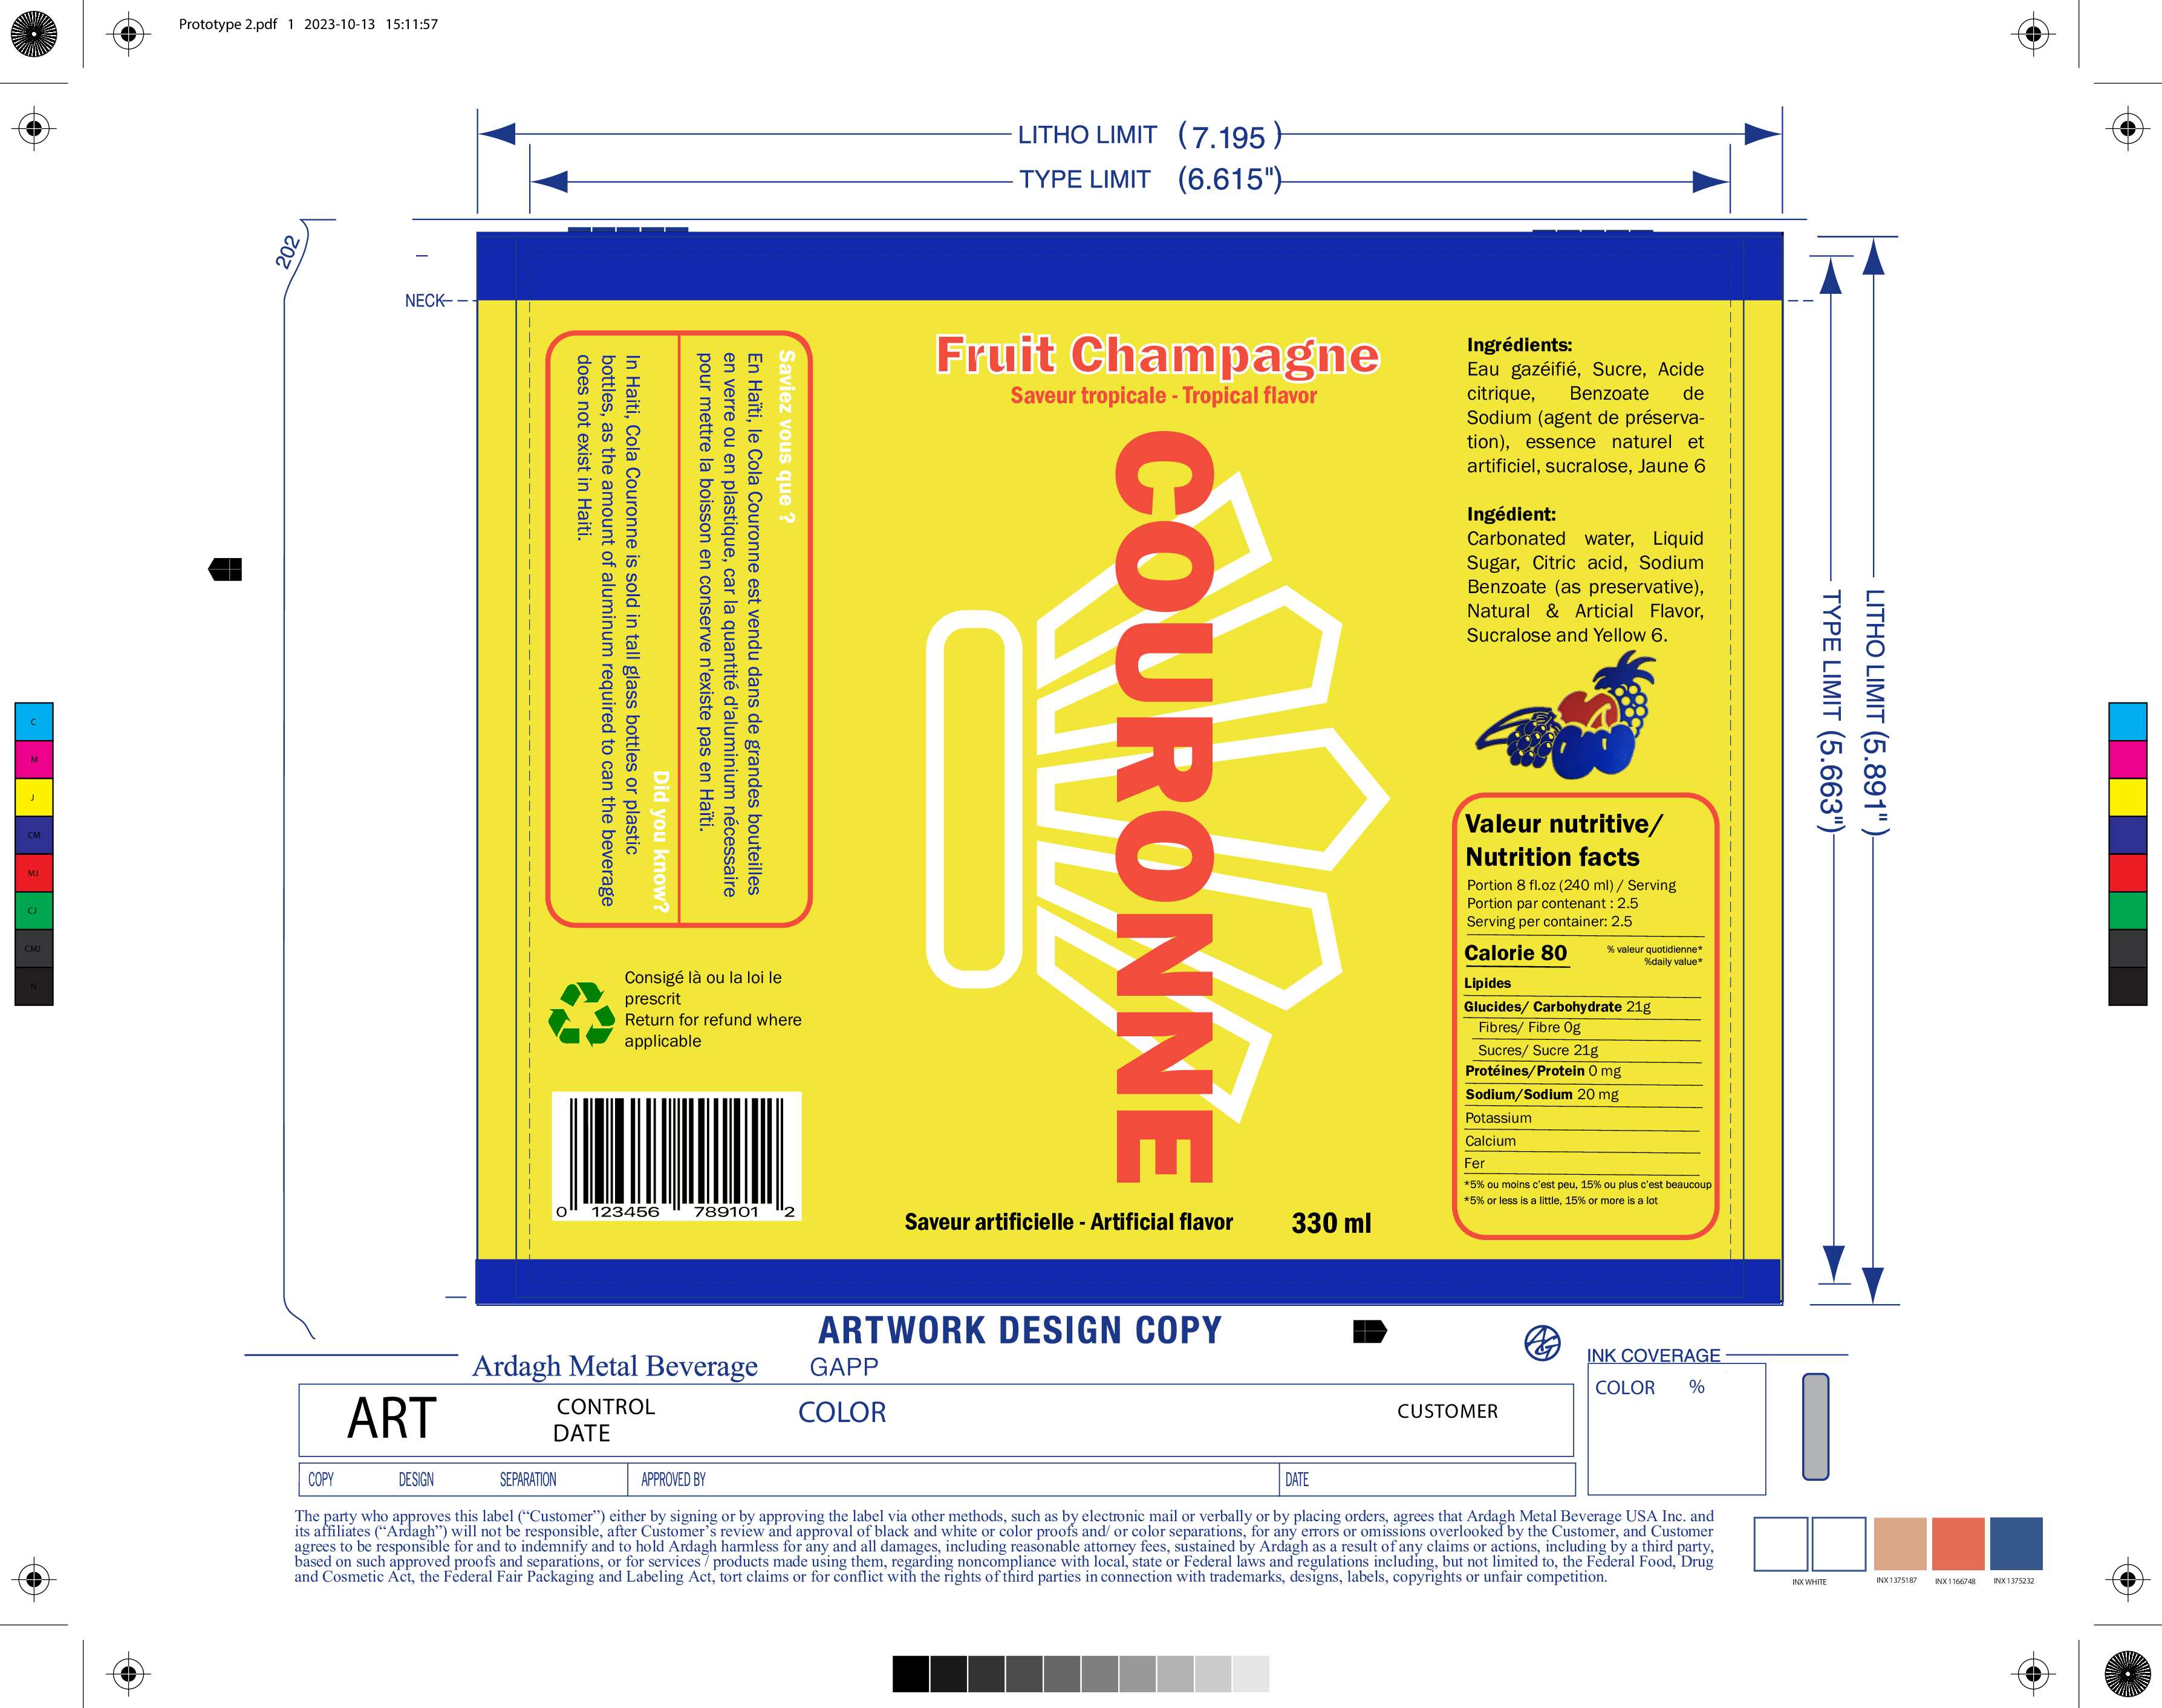 Prototype 2.pdf 1 2023-10-13 15:11:57
LITHO LIMIT (7.195 )
TYPE LIMIT (6.615")
202
NECK
Saviez vous que ?
En Haïti, le Cola Couronne est vendu dans de grandes bouteilles
en verre ou en plastique, car la quantité d'aluminium nécessaire
pour mettre la boisson en conserve n'existe pas en Haïti.
Did you know?
In Haiti, Cola Couronne is sold in tall glass bottles or plastic
bottles, as the amount of aluminum required to can the beverage
does not exist in Haiti.
Consigé là ou la loi le
prescrit
Return for refund where
applicable
0 123456 789101 2
Fruit Champagne
Saveur tropicale - Tropical flavor
COURONNE
Saveur artificielle - Artificial flavor 330 ml
Ingrédients:
Eau gazéifié, Sucre, Acide
citrique, Benzoate de
Sodium (agent de préserva-
tion), essence naturel et
artificiel, sucralose, Jaune 6
Ingédient:
Carbonated water, Liquid
Sugar, Citric acid, Sodium
Benzoate (as preservative),
Natural & Articial Flavor,
Sucralose and Yellow 6.
Valeur nutritive/
Nutrition facts
Portion 8 fl.oz (240 ml) / Serving
Portion par contenant : 2.5
Serving per container: 2.5
Calorie 80
% valeur quotidienne*
%daily value*
Lipides
Glucides/ Carbohydrate 21g
Fibres/ Fibre 0g
Sucres/ Sucre 21g
Protéines/Protein 0 mg
Sodium/Sodium 20 mg
Potassium
Calcium
Fer
*5% ou moins c'est peu, 15% ou plus c'est beaucoup
*5% or less is a little, 15% or more is a lot
TYPE LIMIT (5.663")
LITHO LIMIT (5.891")
C
M
J
CM
MJ
CJ
CMJ
N
ARTWORK DESIGN COPY
Ardagh Metal Beverage GAPP
INK COVERAGE
COLOR %
ART
CONTROL
DATE
COLOR
CUSTOMER
COPY DESIGN SEPARATION APPROVED BY DATE
The party who approves this label (“Customer”) either by signing or by approving the label via other methods, such as by electronic mail or verbally or by placing orders, agrees that Ardagh Metal Beverage USA Inc. and
its affiliates (“Ardagh”) will not be responsible, after Customer’s review and approval of black and white or color proofs and/ or color separations, for any errors or omissions overlooked by the Customer, and Customer
agrees to be responsible for and to indemnify and to hold Ardagh harmless for any and all damages, including reasonable attorney fees, sustained by Ardagh as a result of any claims or actions, including by a third party,
based on such approved proofs and separations, or for services / products made using them, regarding noncompliance with local, state or Federal laws and regulations including, but not limited to, the Federal Food, Drug
and Cosmetic Act, the Federal Fair Packaging and Labeling Act, tort claims or for conflict with the rights of third parties in connection with trademarks, designs, labels, copyrights or unfair competition.
INX WHITE INX 1375187 INX 1166748 INX 1375232